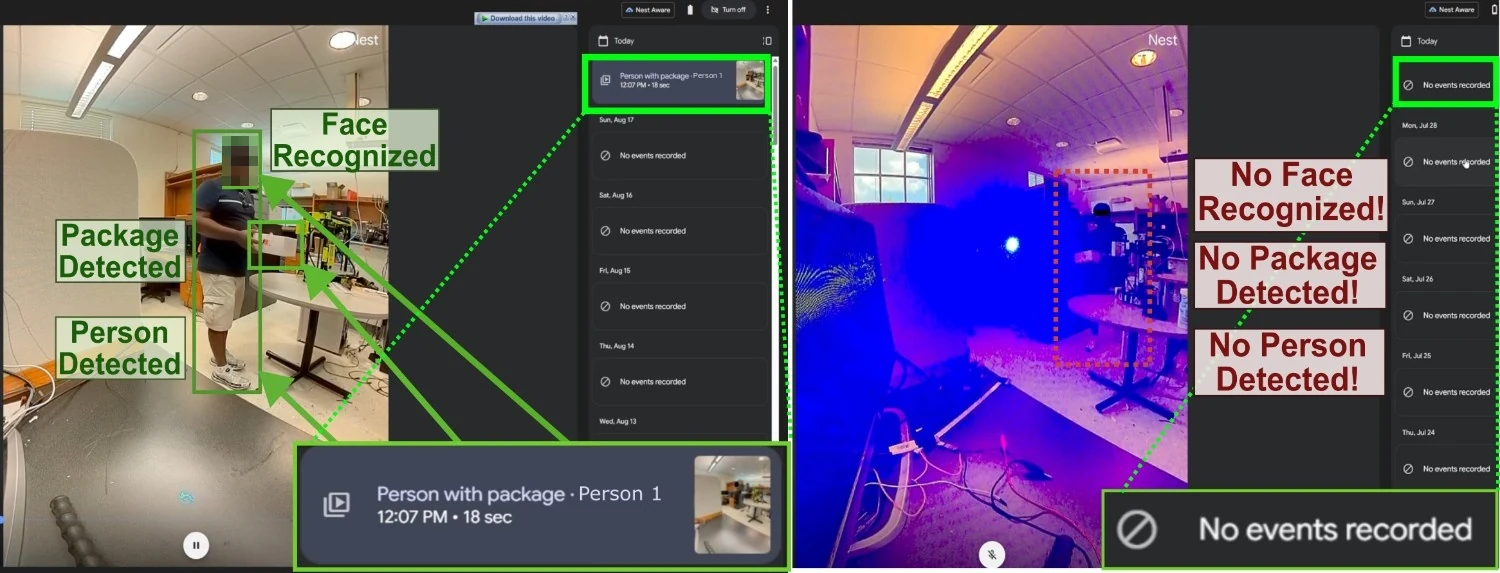 Download this video
Nest Aware
Turn off
Nest
Today
Person with package · Person 1
12:07 PM • 18 sec
Sun, Aug 17
No events recorded
Sat, Aug 16
No events recorded
Fri, Aug 15
No events recorded
Thu, Aug 14
No events recorded
Wed, Aug 13
Face
Recognized
Package
Detected
Person
Detected
Person with package · Person 1
12:07 PM • 18 sec
Nest Aware
Nest
Today
No events recorded
Mon, Jul 28
No events recorded
Sun, Jul 27
No events recorded
Sat, Jul 26
No events recorded
Fri, Jul 25
No events recorded
Thu, Jul 24
No events recorded
No Face
Recognized!
No Package
Detected!
No Person
Detected!
No events recorded